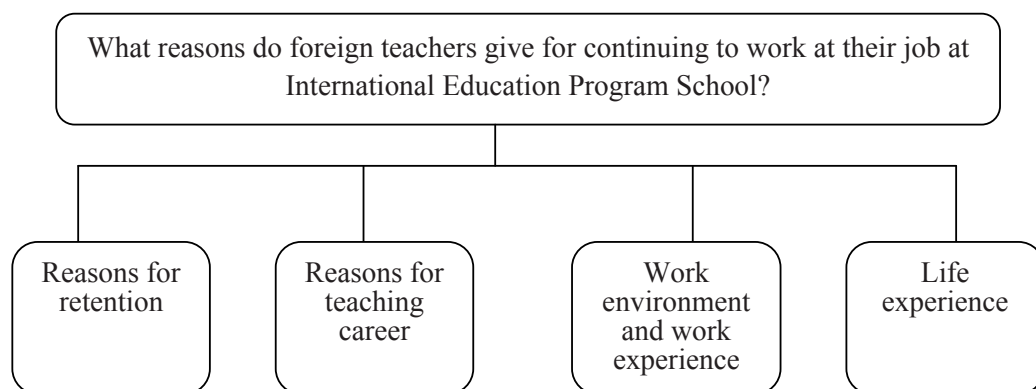 What reasons do foreign teachers give for continuing to work at their job at
International Education Program School?
Reasons for
retention
Reasons for
teaching
career
Work
environment
and work
experience
Life
experience